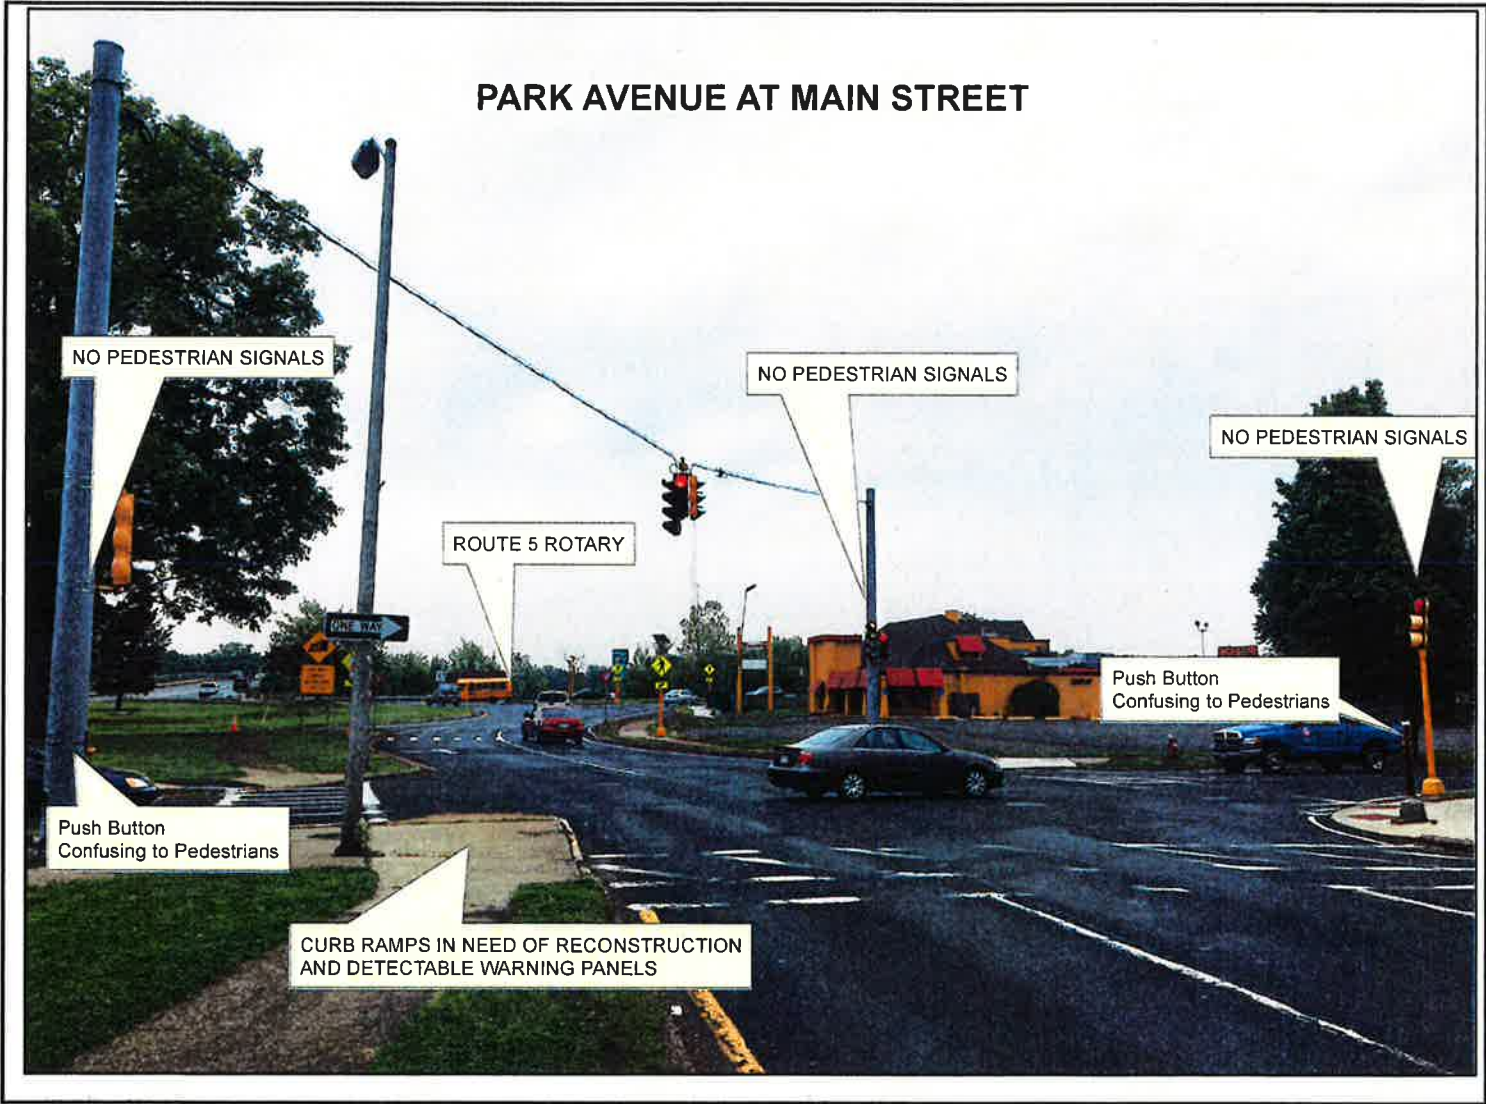 PARK AVENUE AT MAIN STREET
NO PEDESTRIAN SIGNALS
NO PEDESTRIAN SIGNALS
NO PEDESTRIAN SIGNALS
ROUTE 5 ROTARY
ONE WAY
Push Button
Confusing to Pedestrians
Push Button
Confusing to Pedestrians
CURB RAMPS IN NEED OF RECONSTRUCTION
AND DETECTABLE WARNING PANELS